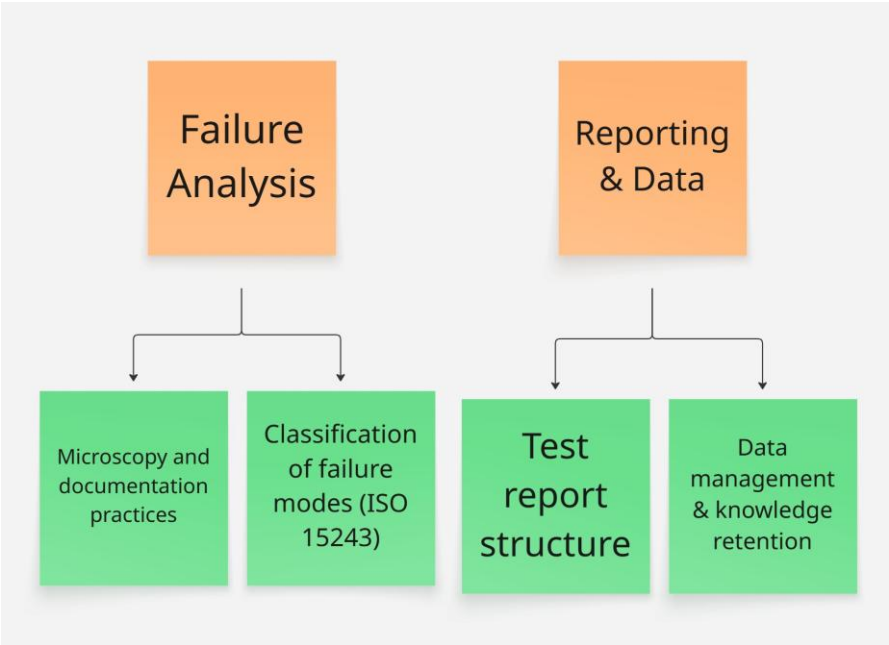 Failure
Analysis
Reporting
& Data
Microscopy and
documentation
practices
Classification
of failure
modes (ISO
15243)
Test
report
structure
Data
management
& knowledge
retention